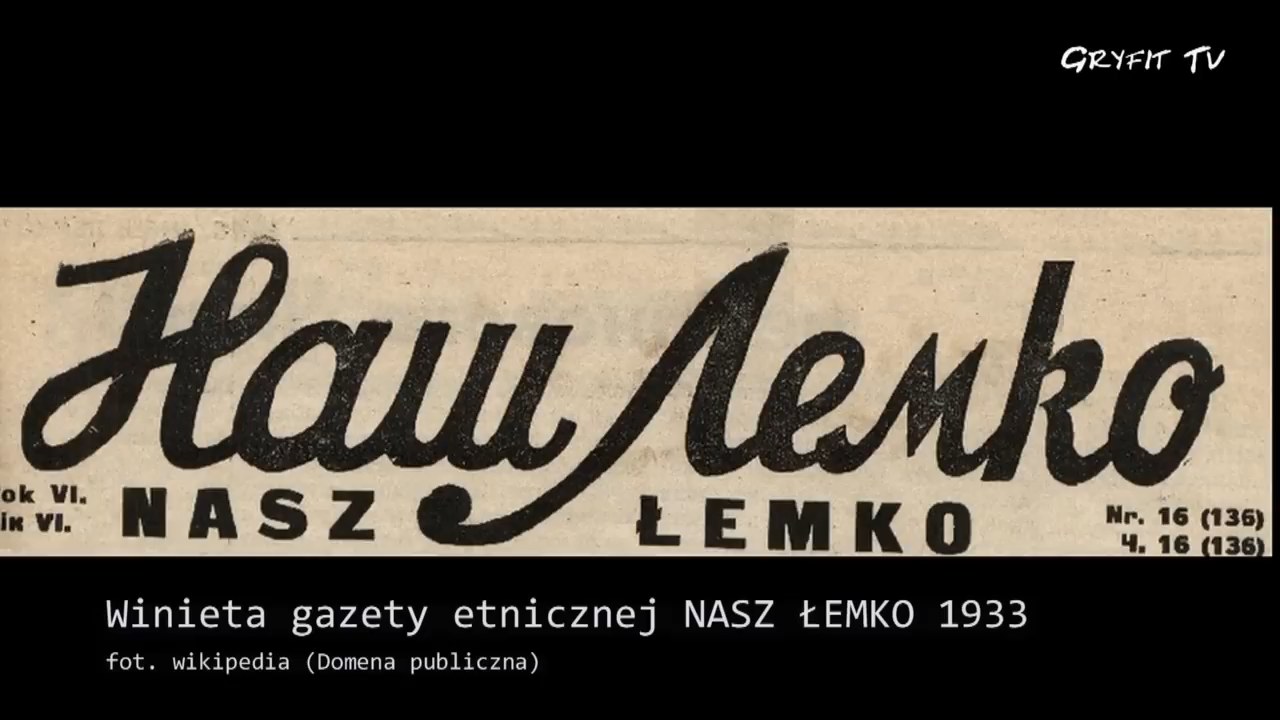 GRYFIT TV
Наш Лемко
ok VI.
ік VI.
NASZ ŁEMKO
Nr. 16 (136)
Ч. 16 (136)
Winieta gazety etnicznej NASZ ŁEMKO 1933
fot. wikipedia (Domena publiczna)